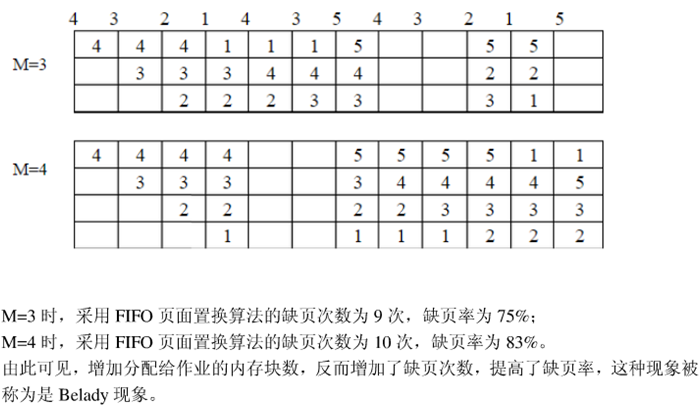 4 3 2 1 4 3 5 4 3 2 1 5
M=3
4 4 4 1 1 1 5 5 5
3 3 3 4 4 4 2 2
2 2 2 3 3 3 1
M=4
4 4 4 4 5 5 5 5 1 1
3 3 3 3 4 4 4 4 5
2 2 2 2 3 3 3 3
1 1 1 1 2 2 2
M=3 时，采用 FIFO 页面置换算法的缺页次数为 9 次，缺页率为 75%；
M=4 时，采用 FIFO 页面置换算法的缺页次数为 10 次，缺页率为 83%。
由此可见，增加分配给作业的内存块数，反而增加了缺页次数，提高了缺页率，这种现象被
称为是 Belady 现象。